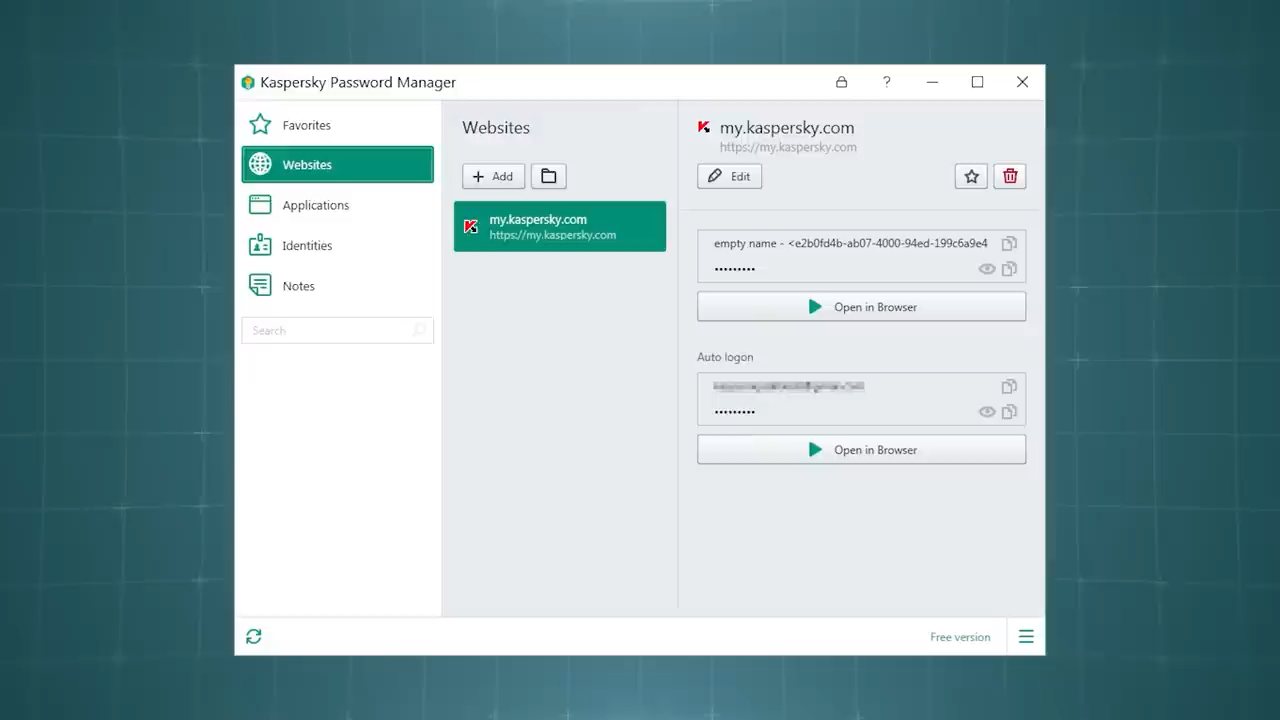 Kaspersky Password Manager
?
Favorites
Websites
Applications
Identities
Notes
Search
Websites
Add
my.kaspersky.com
https://my.kaspersky.com
my.kaspersky.com
https://my.kaspersky.com
Edit
empty name - <e2b0fd4b-ab07-4000-94ed-199c6a9e4
•••••••••
Open in Browser
Auto logon
•••••••••
Open in Browser
Free version